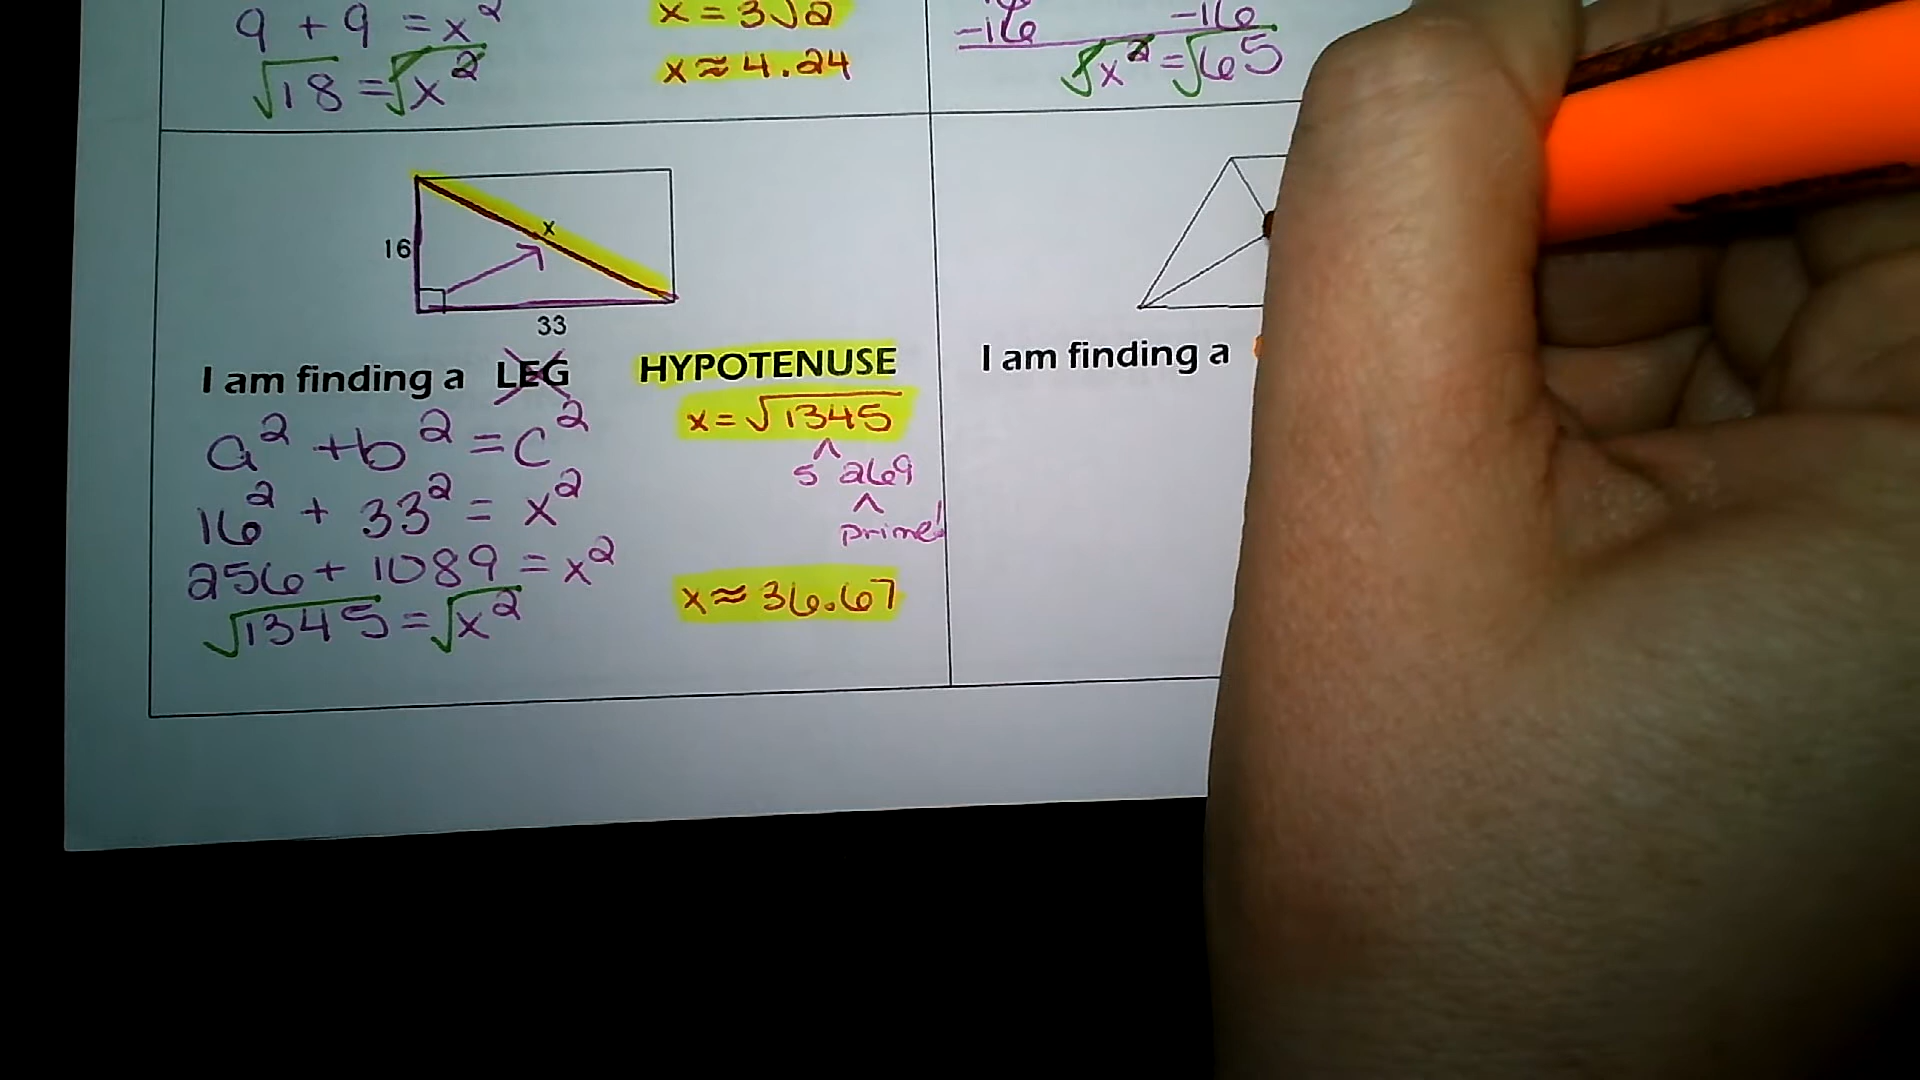 9 + 9 = x²
√18 = √x²
x = 3√2
x ≈ 4.24
-16 -16
√x² = √65
16
x
33
I am finding a LEG HYPOTENUSE
a² + b² = c²
16² + 33² = x²
256 + 1089 = x²
√1345 = √x²
x = √1345
5 269
prime!
x ≈ 36.67
I am finding a